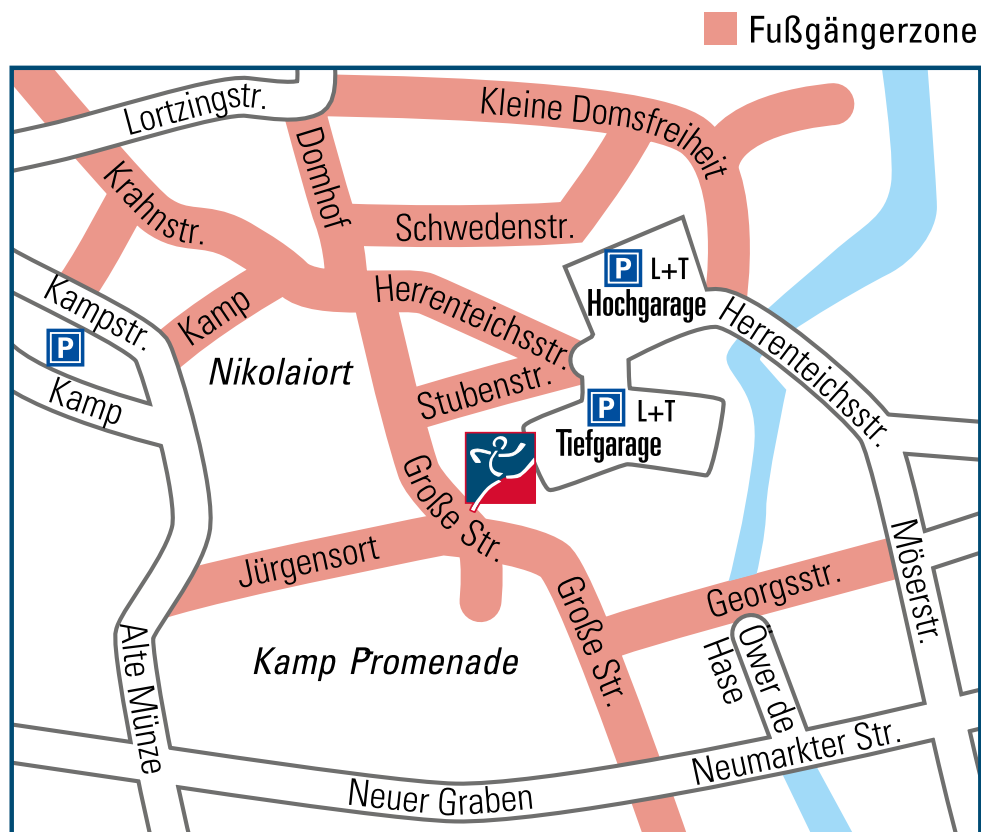 Fußgängerzone
Lortzingstr.
Kleine Domsfreiheit
Domhof
Krahnstr.
Schwedenstr.
P L+T
Hochgarage
Kampstr.
Kamp
Herrenteichsstr.
Herrenteichsstr.
P
Nikolaiort
Kamp
Stubenstr.
P L+T
Tiefgarage
Große Str.
Jürgensort
Möserstr.
Georgsstr.
Große Str.
Alte Münze
Kamp Promenade
Öwer de
Hase
Neumarkter Str.
Neuer Graben